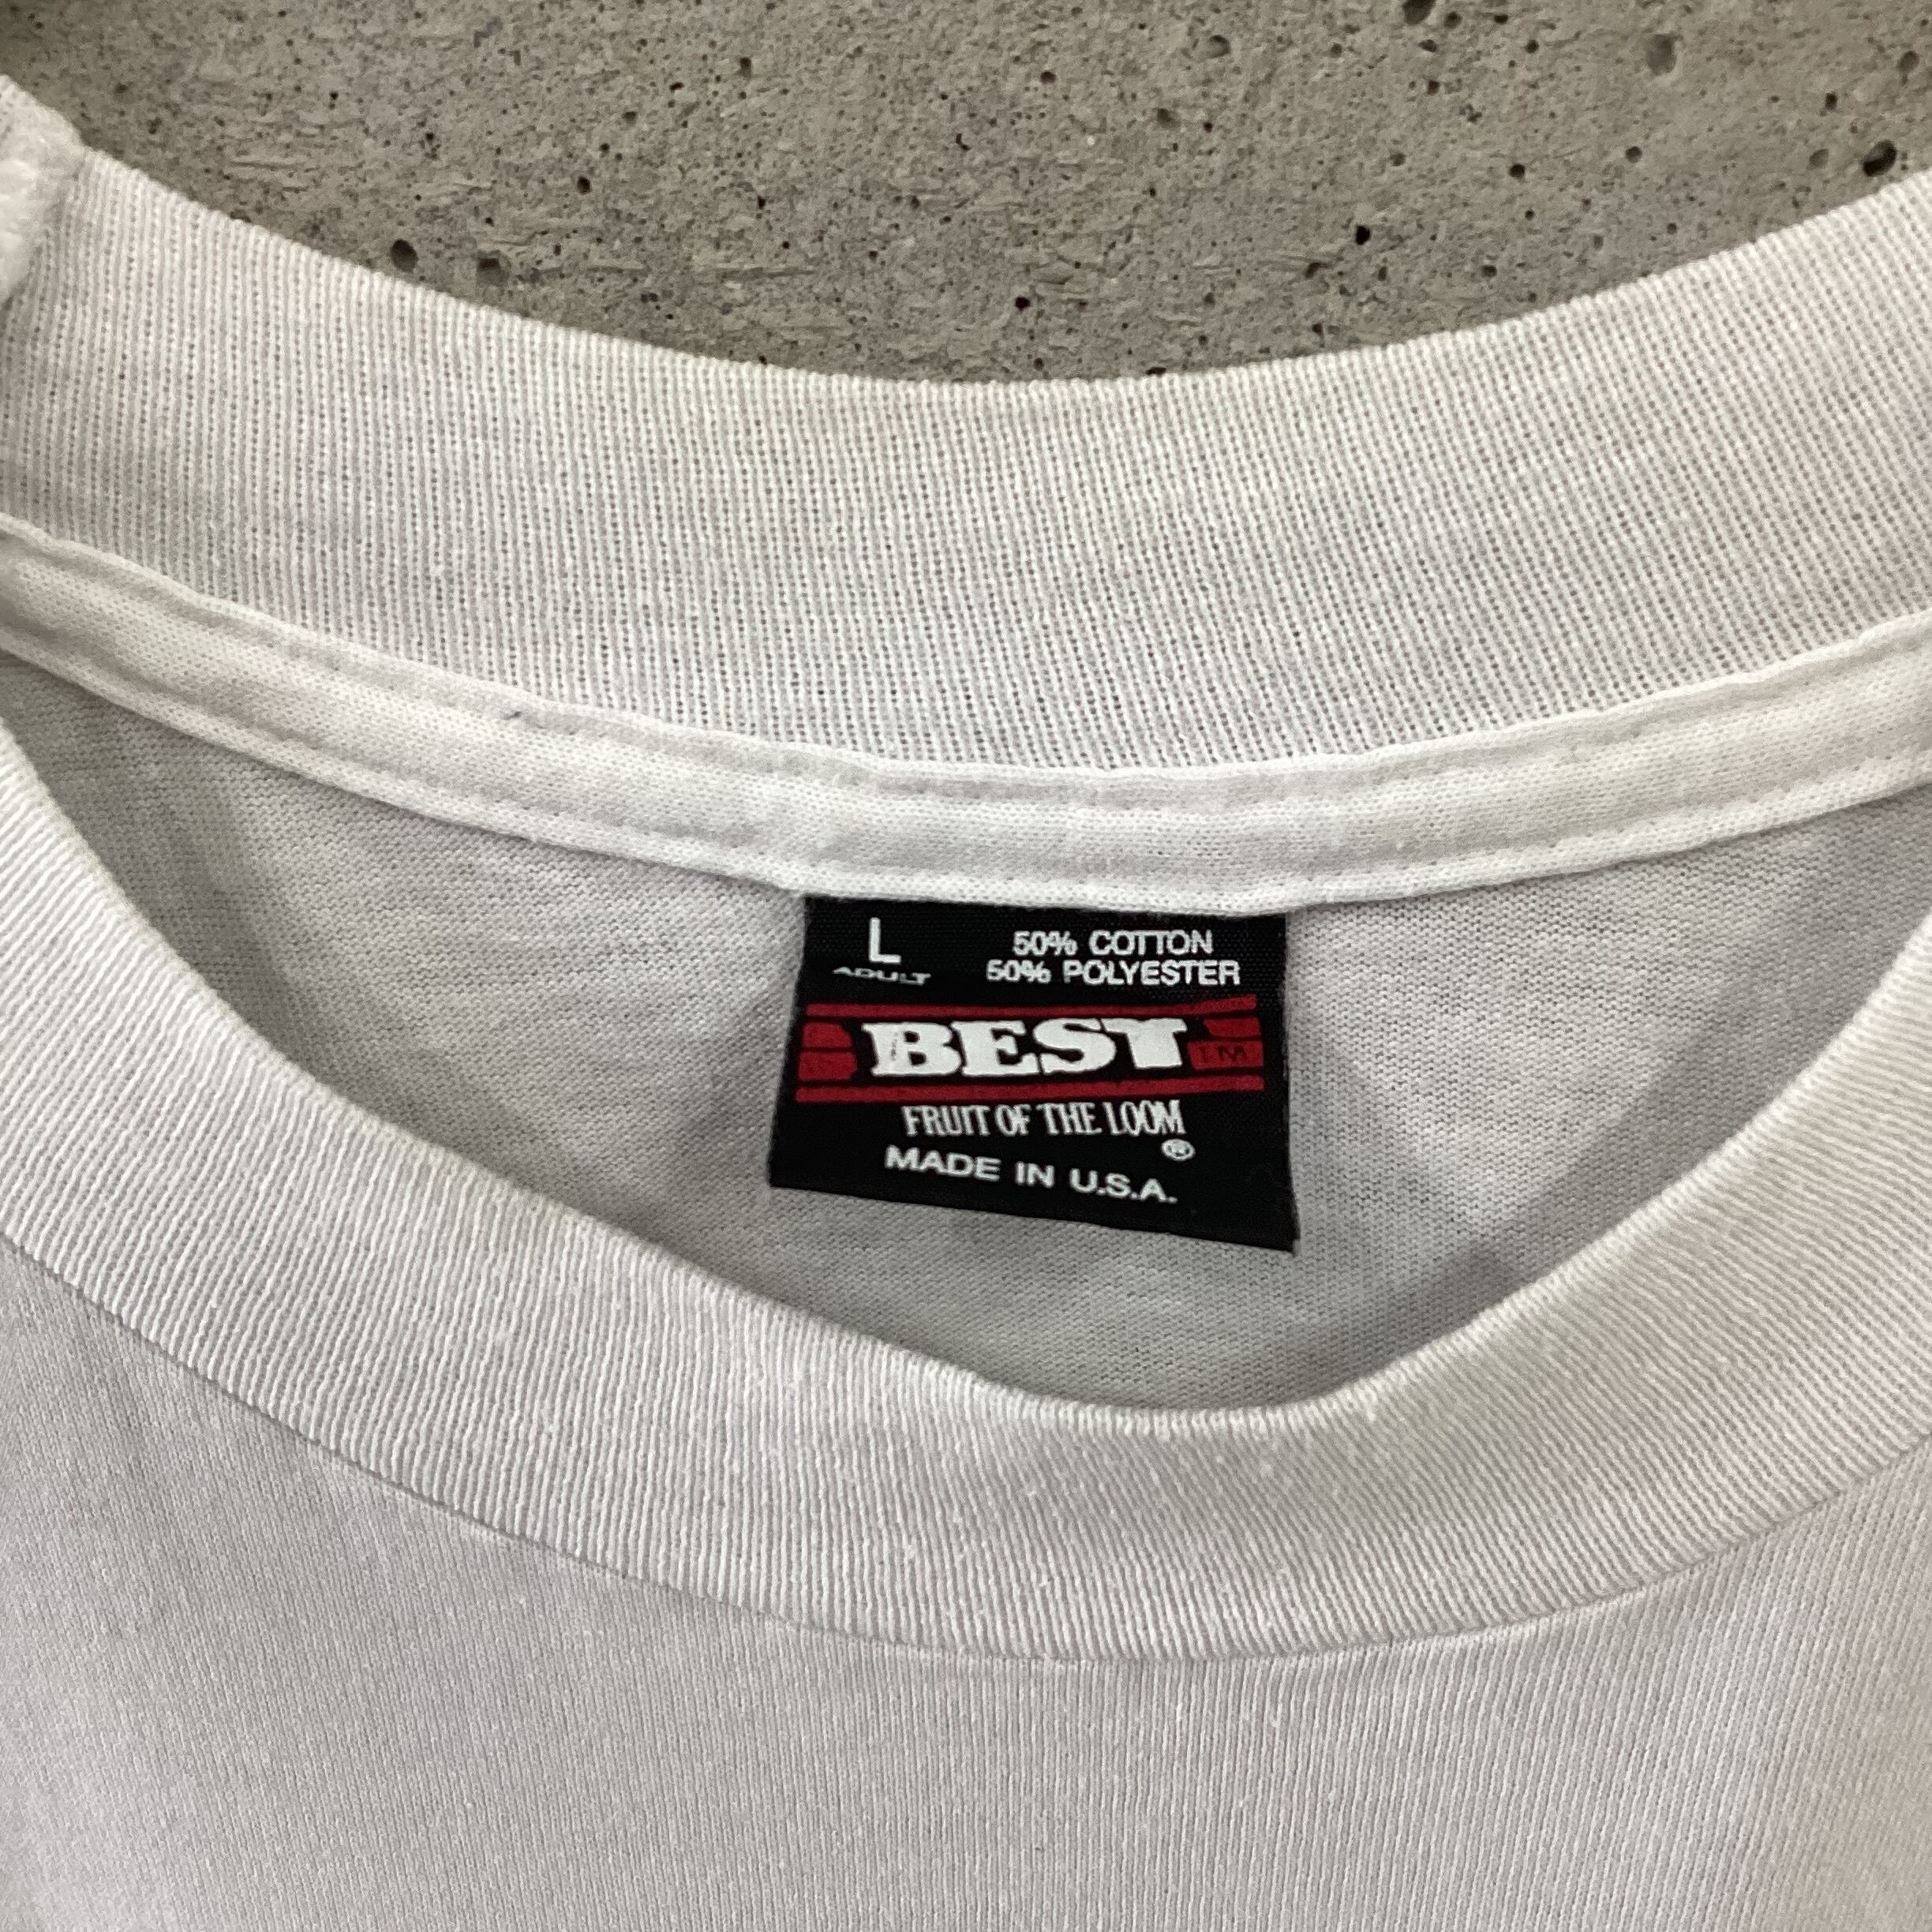 L 50% COTTON
ADULT 50% POLYESTER
BEST TM
FRUIT OF THE LOOM
®
MADE IN U.S.A.